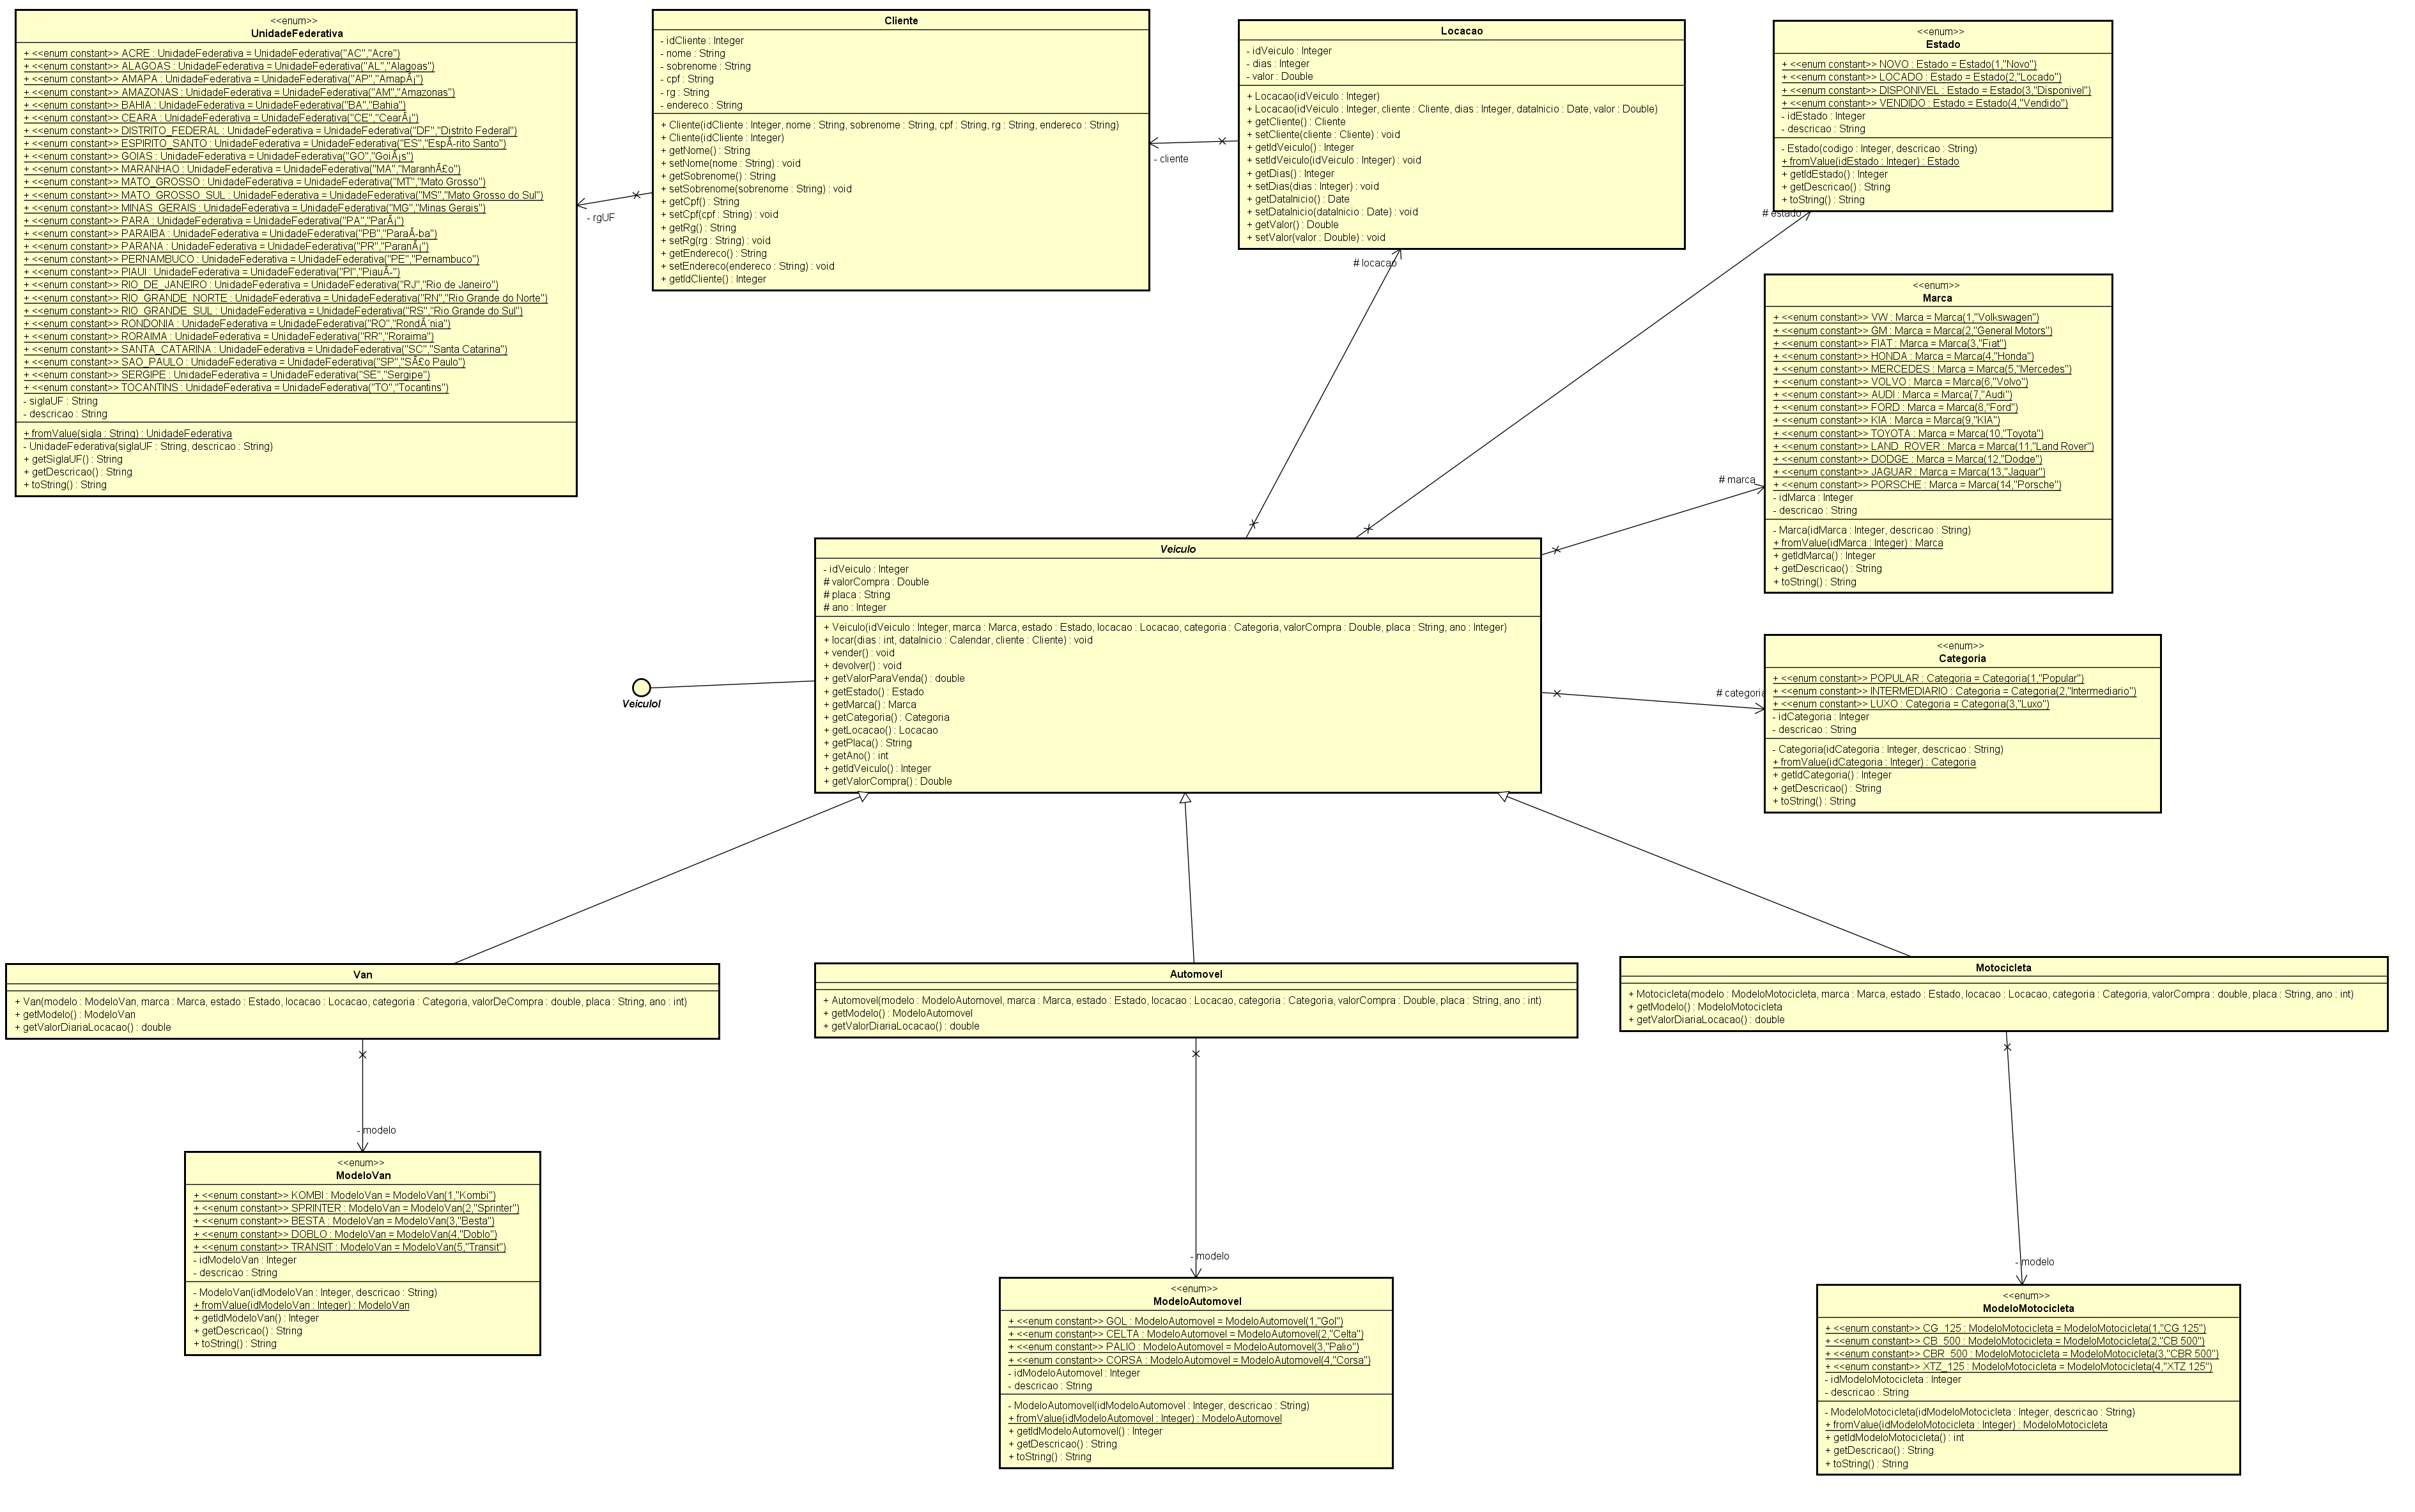 <<enum>>
UnidadeFederativa
+ <<enum constant>> ACRE : UnidadeFederativa = UnidadeFederativa("AC","Acre")
+ <<enum constant>> ALAGOAS : UnidadeFederativa = UnidadeFederativa("AL","Alagoas)
+ <<enum constant>> AMAPA : UnidadeFederativa = UnidadeFederativa("AP","AmapÃ¡")
+ <<enum constant>> AMAZONAS : UnidadeFederativa = UnidadeFederativa("AM","Amazonas")
+ <<enum constant>> BAHIA : UnidadeFederativa = UnidadeFederativa("BA","Bahia")
+ <<enum constant>> CEARA : UnidadeFederativa = UnidadeFederativa("CE","CearÃ¡")
+ <<enum constant>> DISTRITO_FEDERAL : UnidadeFederativa = UnidadeFederativa("DF","Distrito Federal")
+ <<enum constant>> ESPIRITO_SANTO : UnidadeFederativa = UnidadeFederativa("ES","EspÃ-rito Santo")
+ <<enum constant>> GOIAS : UnidadeFederativa = UnidadeFederativa("GO","GoiÃ¡s")
+ <<enum constant>> MARANHAO : UnidadeFederativa = UnidadeFederativa("MA","MaranhÃ£o")
+ <<enum constant>> MATO_GROSSO : UnidadeFederativa = UnidadeFederativa("MT","Mato Grosso")
+ <<enum constant>> MATO_GROSSO_SUL : UnidadeFederativa = UnidadeFederativa("MS","Mato Grosso do Sul")
+ <<enum constant>> MINAS_GERAIS : UnidadeFederativa = UnidadeFederativa("MG","Minas Gerais")
+ <<enum constant>> PARA : UnidadeFederativa = UnidadeFederativa("PA","ParÃ¡")
+ <<enum constant>> PARAIBA : UnidadeFederativa = UnidadeFederativa("PB","ParaÃ-ba")
+ <<enum constant>> PARANA : UnidadeFederativa = UnidadeFederativa("PR","ParanÃ¡")
+ <<enum constant>> PERNAMBUCO : UnidadeFederativa = UnidadeFederativa("PE","Pernambuco")
+ <<enum constant>> PIAUI : UnidadeFederativa = UnidadeFederativa("PI","PiauÃ-")
+ <<enum constant>> RIO_DE_JANEIRO : UnidadeFederativa = UnidadeFederativa("RJ","Rio de Janeiro")
+ <<enum constant>> RIO_GRANDE_NORTE : UnidadeFederativa = UnidadeFederativa("RN","Rio Grande do Norte")
+ <<enum constant>> RIO_GRANDE_SUL : UnidadeFederativa = UnidadeFederativa("RS","Rio Grande do Sul")
+ <<enum constant>> RONDONIA : UnidadeFederativa = UnidadeFederativa("RO","RondÃ´nia")
+ <<enum constant>> RORAIMA : UnidadeFederativa = UnidadeFederativa("RR","Roraima")
+ <<enum constant>> SANTA_CATARINA : UnidadeFederativa = UnidadeFederativa("SC","Santa Catarina")
+ <<enum constant>> SAO_PAULO : UnidadeFederativa = UnidadeFederativa("SP","SÃ£o Paulo")
+ <<enum constant>> SERGIPE : UnidadeFederativa = UnidadeFederativa("SE","Sergipe")
+ <<enum constant>> TOCANTINS : UnidadeFederativa = UnidadeFederativa("TO","Tocantins")
- siglaUF : String
- descricao : String
+ fromValue(sigla : String) : UnidadeFederativa
- UnidadeFederativa(siglaUF : String, descricao : String)
+ getSiglaUF() : String
+ getDescricao() : String
+ toString() : String
- rgUF
Cliente
- idCliente : Integer
- nome : String
- sobrenome : String
- cpf : String
- rg : String
- endereco : String
+ Cliente(idCliente : Integer, nome : String, sobrenome : String, cpf : String, rg : String, endereco : String)
+ Cliente(idCliente : Integer)
+ getNome() : String
+ setNome(nome : String) : void
+ getSobrenome() : String
+ setSobrenome(sobrenome : String) : void
+ getCpf() : String
+ setCpf(cpf : String) : void
+ getRg() : String
+ setRg(rg : String) : void
+ getEndereco() : String
+ setEndereco(endereco : String) : void
+ getIdCliente() : Integer
- cliente
Locacao
- idVeiculo : Integer
- dias : Integer
- valor : Double
+ Locacao(idVeiculo : Integer)
+ Locacao(idVeiculo : Integer, cliente : Cliente, dias : Integer, dataInicio : Date, valor : Double)
+ getCliente() : Cliente
+ setCliente(cliente : Cliente) : void
+ getIdVeiculo() : Integer
+ setIdVeiculo(idVeiculo : Integer) : void
+ getDias() : Integer
+ setDias(dias : Integer) : void
+ getDataInicio() : Date
+ setDataInicio(dataInicio : Date) : void
+ getValor() : Double
+ setValor(valor : Double) : void
# locacao
<<enum>>
Estado
+ <<enum constant>> NOVO : Estado = Estado(1,"Novo")
+ <<enum constant>> LOCADO : Estado = Estado(2,"Locado")
+ <<enum constant>> DISPONIVEL : Estado = Estado(3,"Disponivel")
+ <<enum constant>> VENDIDO : Estado = Estado(4,"Vendido")
- idEstado : Integer
- descricao : String
- Estado(codigo : Integer, descricao : String)
+ fromValue(idEstado : Integer) : Estado
+ getIdEstado() : Integer
+ getDescricao() : String
+ toString() : String
# estado
<<enum>>
Marca
+ <<enum constant>> VW : Marca = Marca(1,"Volkswagen")
+ <<enum constant>> GM : Marca = Marca(2,"General Motors")
+ <<enum constant>> FIAT : Marca = Marca(3,"Fiat")
+ <<enum constant>> HONDA : Marca = Marca(4,"Honda")
+ <<enum constant>> MERCEDES : Marca = Marca(5,"Mercedes")
+ <<enum constant>> VOLVO : Marca = Marca(6,"Volvo")
+ <<enum constant>> AUDI : Marca = Marca(7,"Audi")
+ <<enum constant>> FORD : Marca = Marca(8,"Ford")
+ <<enum constant>> KIA : Marca = Marca(9,"KIA")
+ <<enum constant>> TOYOTA : Marca = Marca(10,"Toyota")
+ <<enum constant>> LAND_ROVER : Marca = Marca(11,"Land Rover")
+ <<enum constant>> DODGE : Marca = Marca(12,"Dodge")
+ <<enum constant>> JAGUAR : Marca = Marca(13,"Jaguar")
+ <<enum constant>> PORSCHE : Marca = Marca(14,"Porsche")
- idMarca : Integer
- descricao : String
- Marca(idMarca : Integer, descricao : String)
+ fromValue(idMarca : Integer) : Marca
+ getIdMarca() : Integer
+ getDescricao() : String
+ toString() : String
# marca
Veiculo
- idVeiculo : Integer
# valorCompra : Double
# placa : String
# ano : Integer
+ Veiculo(idVeiculo : Integer, marca : Marca, estado : Estado, locacao : Locacao, categoria : Categoria, valorCompra : Double, placa : String, ano : Integer)
+ locar(dias : int, dataInicio : Calendar, cliente : Cliente) : void
+ vender() : void
+ devolver() : void
+ getValorParaVenda() : double
+ getEstado() : Estado
+ getMarca() : Marca
+ getCategoria() : Categoria
+ getLocacao() : Locacao
+ getPlaca() : String
+ getAno() : int
+ getIdVeiculo() : Integer
+ getValorCompra() : Double
VeiculoI
<<enum>>
Categoria
+ <<enum constant>> POPULAR : Categoria = Categoria(1,"Popular")
+ <<enum constant>> INTERMEDIARIO : Categoria = Categoria(2,"Intermediario")
+ <<enum constant>> LUXO : Categoria = Categoria(3,"Luxo")
- idCategoria : Integer
- descricao : String
- Categoria(idCategoria : Integer, descricao : String)
+ fromValue(idCategoria : Integer) : Categoria
+ getIdCategoria() : Integer
+ getDescricao() : String
+ toString() : String
# categoria
Van
+ Van(modelo : ModeloVan, marca : Marca, estado : Estado, locacao : Locacao, categoria : Categoria, valorDeCompra : double, placa : String, ano : int)
+ getModelo() : ModeloVan
+ getValorDiariaLocacao() : double
Automovel
+ Automovel(modelo : ModeloAutomovel, marca : Marca, estado : Estado, locacao : Locacao, categoria : Categoria, valorCompra : Double, placa : String, ano : int)
+ getModelo() : ModeloAutomovel
+ getValorDiariaLocacao() : double
Motocicleta
+ Motocicleta(modelo : ModeloMotocicleta, marca : Marca, estado : Estado, locacao : Locacao, categoria : Categoria, valorCompra : double, placa : String, ano : int)
+ getModelo() : ModeloMotocicleta
+ getValorDiariaLocacao() : double
- modelo
<<enum>>
ModeloVan
+ <<enum constant>> KOMBI : ModeloVan = ModeloVan(1,"Kombi")
+ <<enum constant>> SPRINTER : ModeloVan = ModeloVan(2,"Sprinter")
+ <<enum constant>> BESTA : ModeloVan = ModeloVan(3,"Besta")
+ <<enum constant>> DOBLO : ModeloVan = ModeloVan(4,"Doblo")
+ <<enum constant>> TRANSIT : ModeloVan = ModeloVan(5,"Transit")
- idModeloVan : Integer
- descricao : String
- ModeloVan(idModeloVan : Integer, descricao : String)
+ fromValue(idModeloVan : Integer) : ModeloVan
+ getIdModeloVan() : Integer
+ getDescricao() : String
+ toString() : String
- modelo
<<enum>>
ModeloAutomovel
+ <<enum constant>> GOL : ModeloAutomovel = ModeloAutomovel(1,"Gol")
+ <<enum constant>> CELTA : ModeloAutomovel = ModeloAutomovel(2,"Celta")
+ <<enum constant>> PALIO : ModeloAutomovel = ModeloAutomovel(3,"Palio")
+ <<enum constant>> CORSA : ModeloAutomovel = ModeloAutomovel(4,"Corsa")
- idModeloAutomovel : Integer
- descricao : String
- ModeloAutomovel(idModeloAutomovel : Integer, descricao : String)
+ fromValue(idModeloAutomovel : Integer) : ModeloAutomovel
+ getIdModeloAutomovel() : Integer
+ getDescricao() : String
+ toString() : String
- modelo
<<enum>>
ModeloMotocicleta
+ <<enum constant>> CG_125 : ModeloMotocicleta = ModeloMotocicleta(1,"CG 125")
+ <<enum constant>> CB_500 : ModeloMotocicleta = ModeloMotocicleta(2,"CB 500")
+ <<enum constant>> CBR_500 : ModeloMotocicleta = ModeloMotocicleta(3,"CBR 500")
+ <<enum constant>> XTZ_125 : ModeloMotocicleta = ModeloMotocicleta(4,"XTZ 125")
- idModeloMotocicleta : Integer
- descricao : String
- ModeloMotocicleta(idModeloMotocicleta : Integer, descricao : String)
+ fromValue(idModeloMotocicleta : Integer) : ModeloMotocicleta
+ getIdModeloMotocicleta() : int
+ getDescricao() : String
+ toString() : String